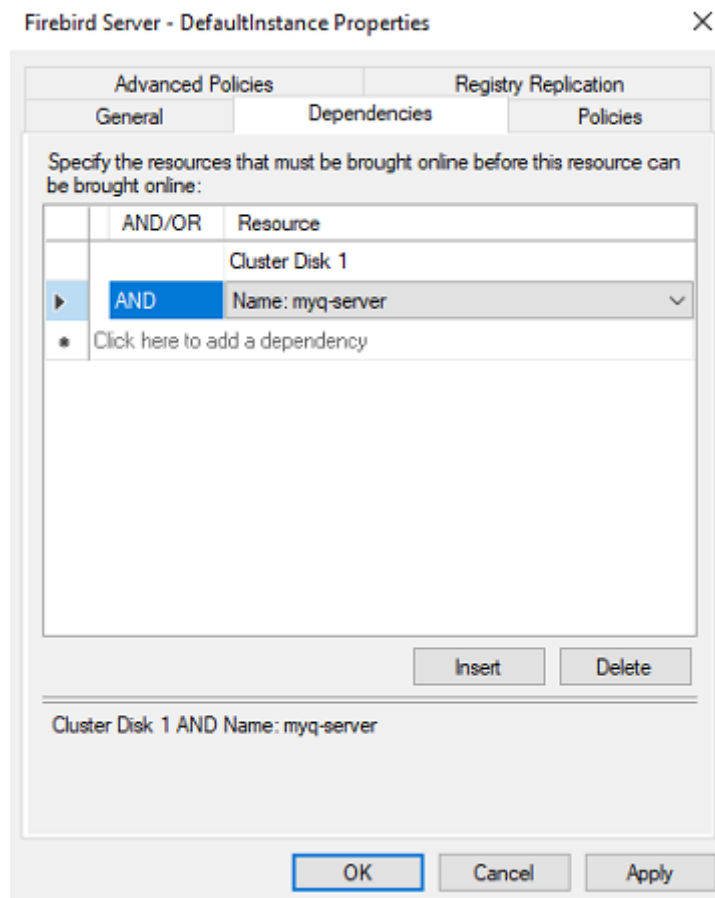 Firebird Server - DefaultInstance Properties
Advanced Policies Registry Replication
General Dependencies Policies
Specify the resources that must be brought online before this resource can
be brought online:
AND/OR Resource
Cluster Disk 1
AND Name: myq-server
Click here to add a dependency
Insert Delete
Cluster Disk 1 AND Name: myq-server
OK Cancel Apply